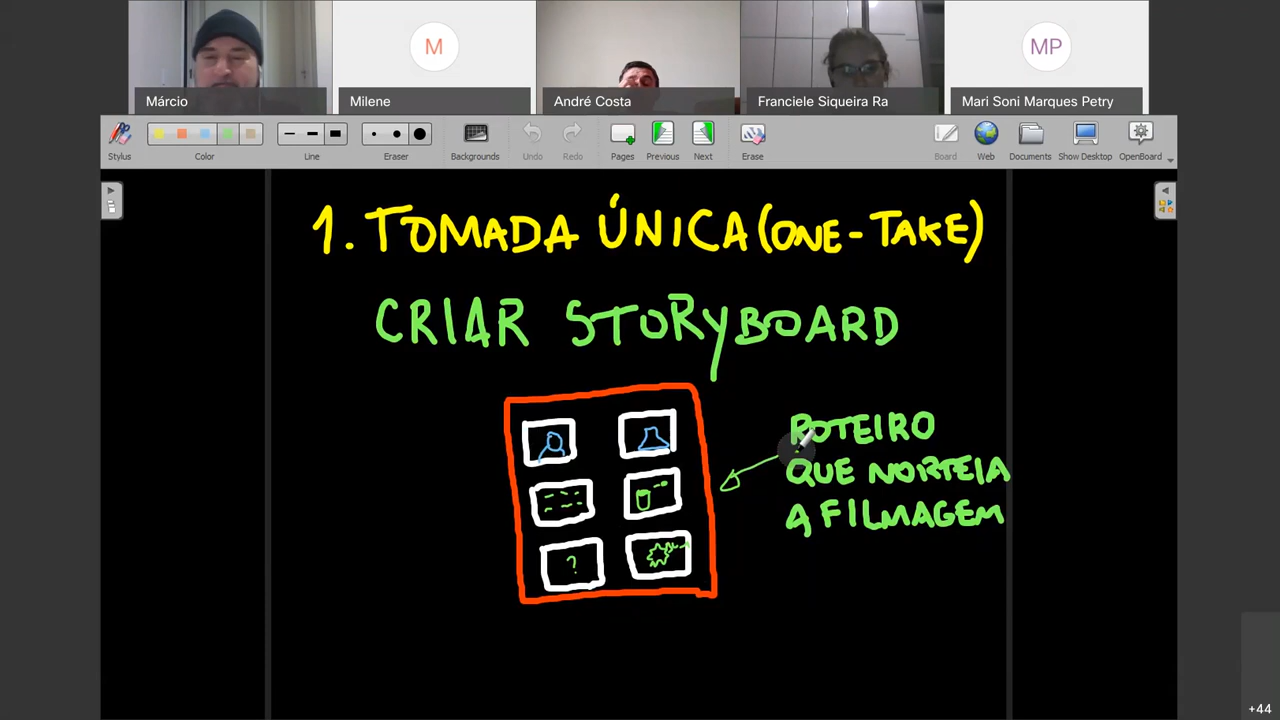 M
MP
Márcio
Milene
André Costa
Franciele Siqueira Ra
Mari Soni Marques Petry
Stylus
Color
Line
Eraser
Backgrounds
Undo
Redo
Pages
Previous
Next
Erase
Board
Web
Documents
Show Desktop
OpenBoard
1. TOMADA ÚNICA (ONE-TAKE)
CRIAR STORYBOARD
ROTEIRO
QUE NORTEIA
A FILMAGEM
?
+44